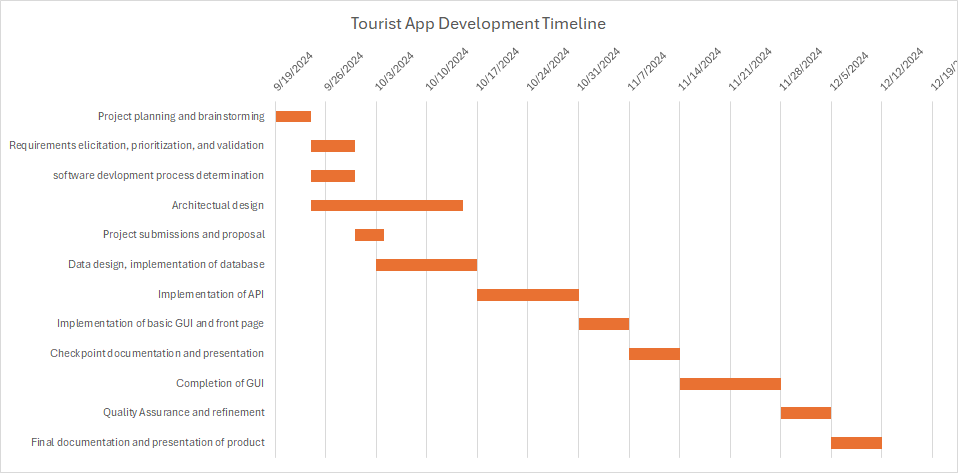 Tourist App Development Timeline
9/19/2024
9/26/2024
10/3/2024
10/10/2024
10/17/2024
10/24/2024
10/31/2024
11/7/2024
11/14/2024
11/21/2024
11/28/2024
12/5/2024
12/12/2024
12/19/2
Project planning and brainstorming
Requirements elicitation, prioritization, and validation
software devlopment process determination
Architectual design
Project submissions and proposal
Data design, implementation of database
Implementation of API
Implementation of basic GUI and front page
Checkpoint documentation and presentation
Completion of GUI
Quality Assurance and refinement
Final documentation and presentation of product